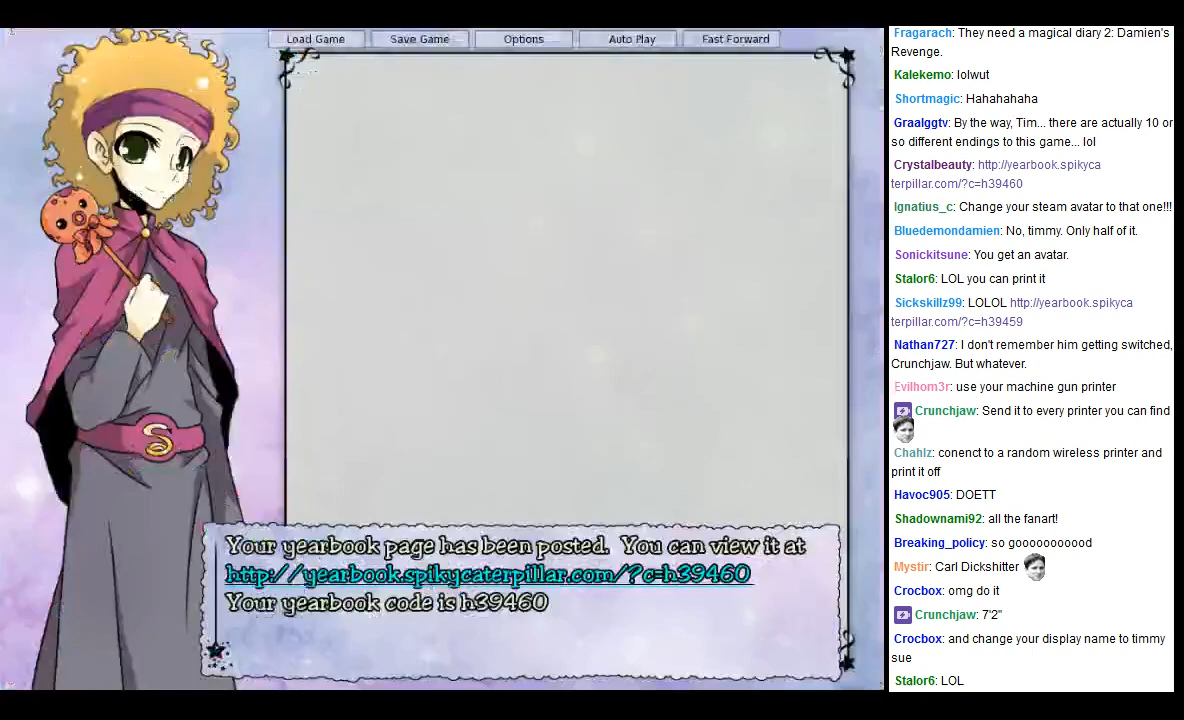 Load Game
Save Game
Options
Auto Play
Fast Forward
S
Your yearbook page has been posted. You can view it at
http://yearbook.spikycaterpillar.com/?c=h39460
Your yearbook code is h39460
Fragarach: They need a magical diary 2: Damien's
Revenge.
Kalekemo: lolwut
Shortmagic: Hahahahaha
Graalggtv: By the way, Tim... there are actually 10 or
so different endings to this game... lol
Crystalbeauty: http://yearbook.spikyca
terpillar.com/?c=h39460
Ignatius_c: Change your steam avatar to that one!!!
Bluedemondamien: No, timmy. Only half of it.
Sonickitsune: You get an avatar.
Stalor6: LOL you can print it
Sickskillz99: LOLOL http://yearbook.spikyca
terpillar.com/?c=h39459
Nathan727: I don't remember him getting switched,
Crunchjaw. But whatever.
Evilhom3r: use your machine gun printer
Crunchjaw: Send it to every printer you can find
Chahlz: conenct to a random wireless printer and
print it off
Havoc905: DOETT
Shadownami92: all the fanart!
Breaking_policy: so gooooooooood
Mystir: Carl Dickshitter
Crocbox: omg do it
Crunchjaw: 7'2"
Crocbox: and change your display name to timmy
sue
Stalor6: LOL